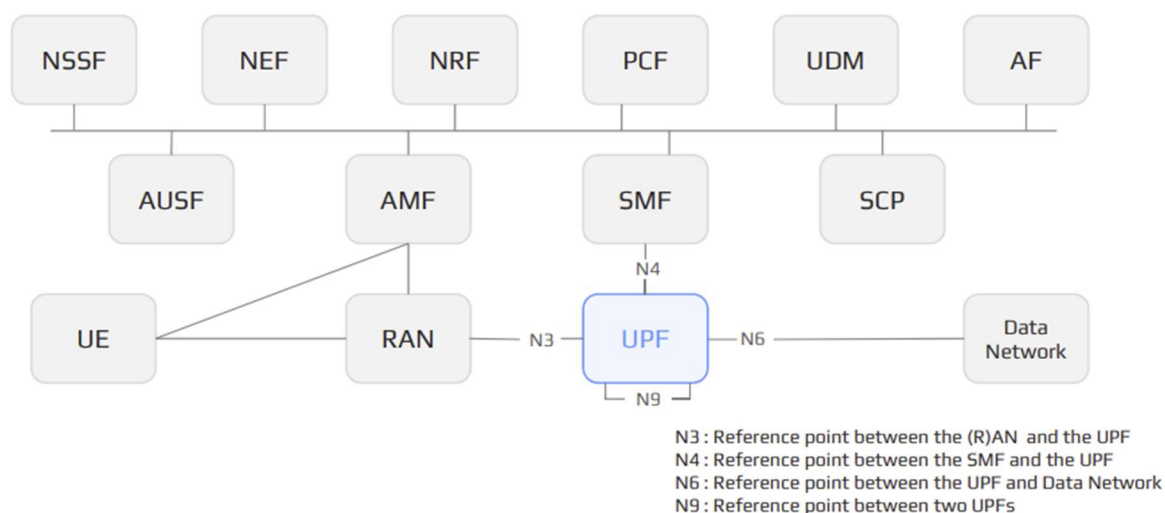 NSSF
NEF
NRF
PCF
UDM
AF
AUSF
AMF
SMF
SCP
N4
UE
RAN
N3
UPF
N6
Data
Network
N9
N3 : Reference point between the (R)AN and the UPF
N4 : Reference point between the SMF and the UPF
N6 : Reference point between the UPF and Data Network
N9 : Reference point between two UPFs